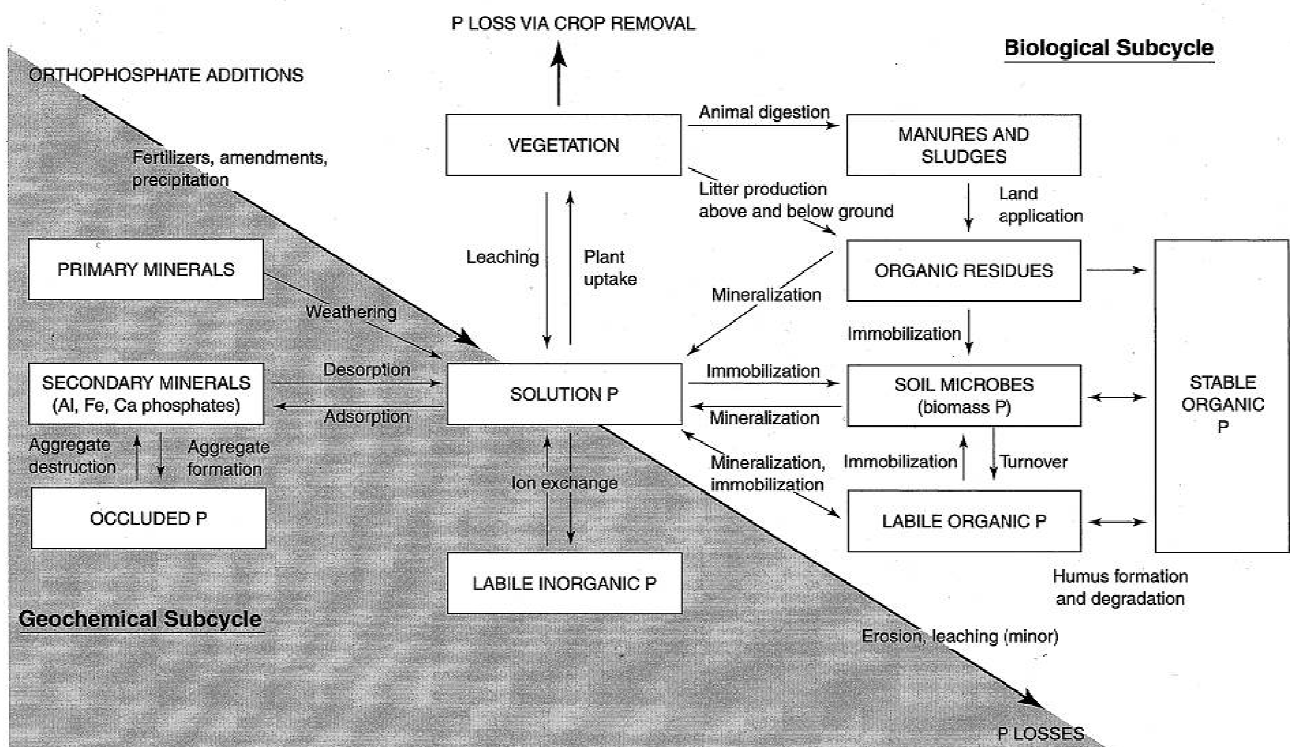 P LOSS VIA CROP REMOVAL
Biological Subcycle
ORTHOPHOSPHATE ADDITIONS
Animal digestion
VEGETATION
MANURES AND
SLUDGES
Fertilizers, amendments,
precipitation
Litter production
above and below ground
Land
application
Leaching
Plant
uptake
PRIMARY MINERALS
ORGANIC RESIDUES
Mineralization
Weathering
Immobilization
SECONDARY MINERALS
(Al, Fe, Ca phosphates)
Desorption
Adsorption
SOLUTION P
Immobilization
Mineralization
SOIL MICROBES
(biomass P)
STABLE
ORGANIC
P
Aggregate
destruction
Aggregate
formation
Ion exchange
Mineralization,
immobilization
Immobilization
Turnover
OCCLUDED P
LABILE ORGANIC P
LABILE INORGANIC P
Humus formation
and degradation
Geochemical Subcycle
Erosion, leaching (minor)
P LOSSES